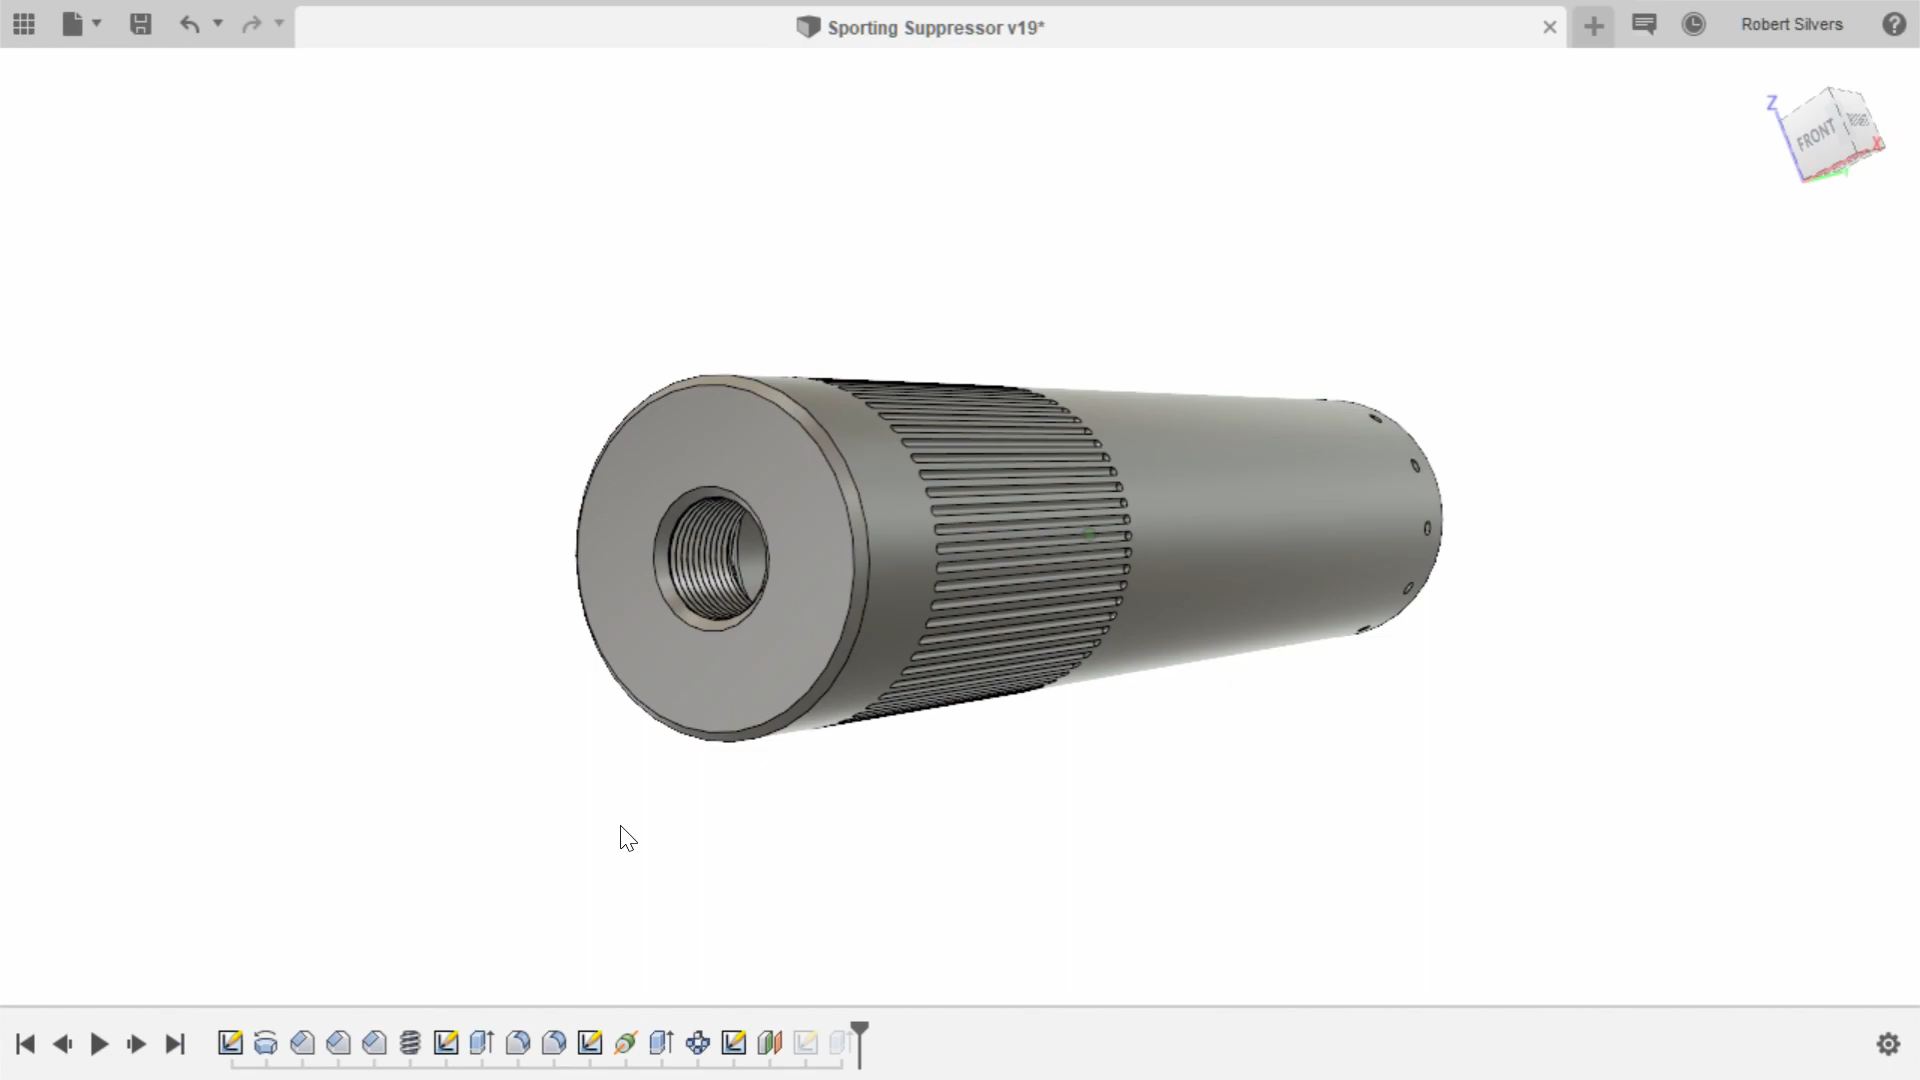 Sporting Suppressor v19*
Robert Silvers
Z
FRONT
X